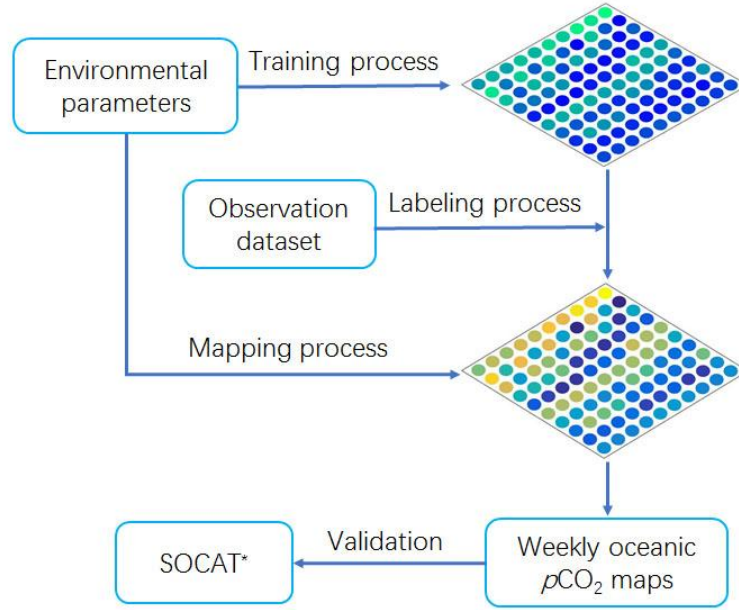 Environmental
parameters
Training process
Observation
dataset
Labeling process
Mapping process
SOCAT*
Validation
Weekly oceanic
pCO₂ maps